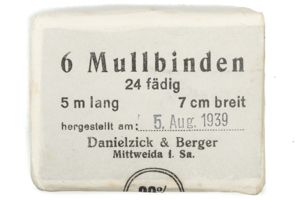 6 Mullbinden
24 fädig
5 m lang 7 cm breit
hergestellt am: 5. Aug. 1939
Danielzick & Berger
Mittweida i. Sa.